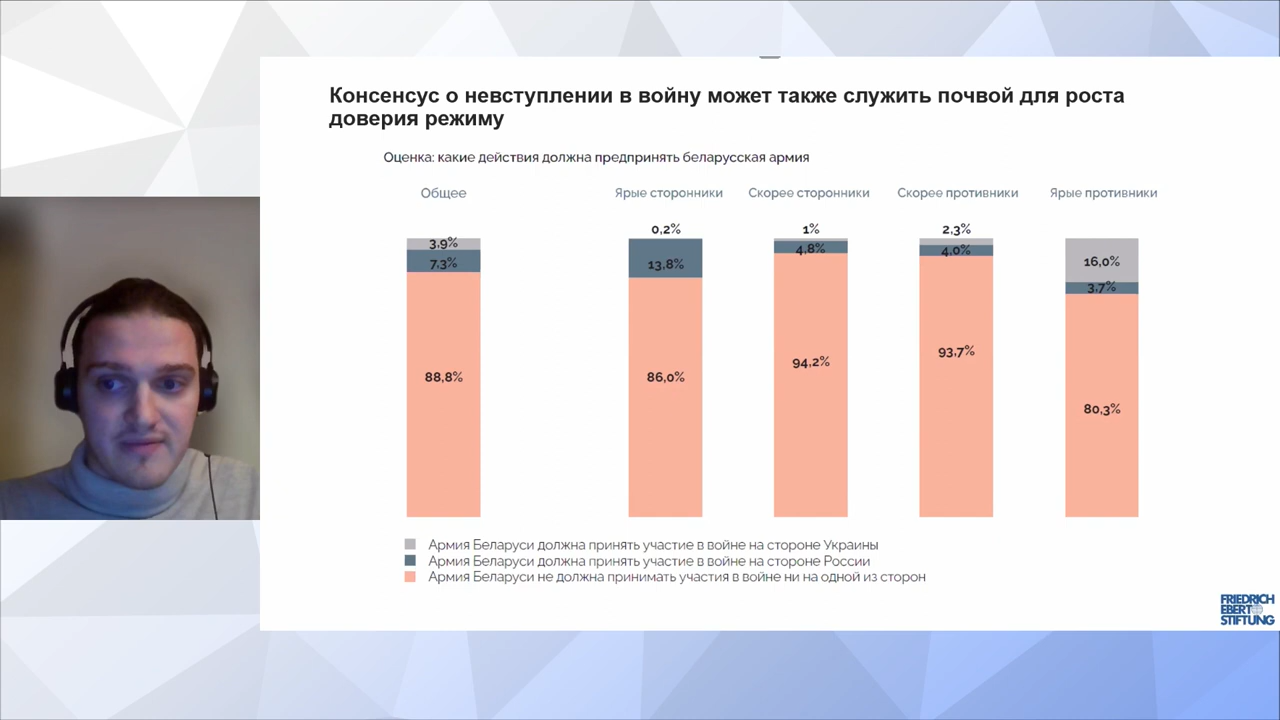 Консенсус о невступлении в войну может также служить почвой для роста
доверия режиму
Оценка: какие действия должна предпринять беларусская армия
Общее
Ярые сторонники
Скорее сторонники
Скорее противники
Ярые противники
0,2%
1%
2,3%
3,9%
4,8%
4,0%
16,0%
7,3%
13,8%
3,7%
88,8%
86,0%
94,2%
93,7%
80,3%
Армия Беларуси должна принять участие в войне на стороне Украины
Армия Беларуси должна принять участие в войне на стороне России
Армия Беларуси не должна принимать участия в войне ни на одной из сторон
FRIEDRICH
EBERT
STIFTUNG